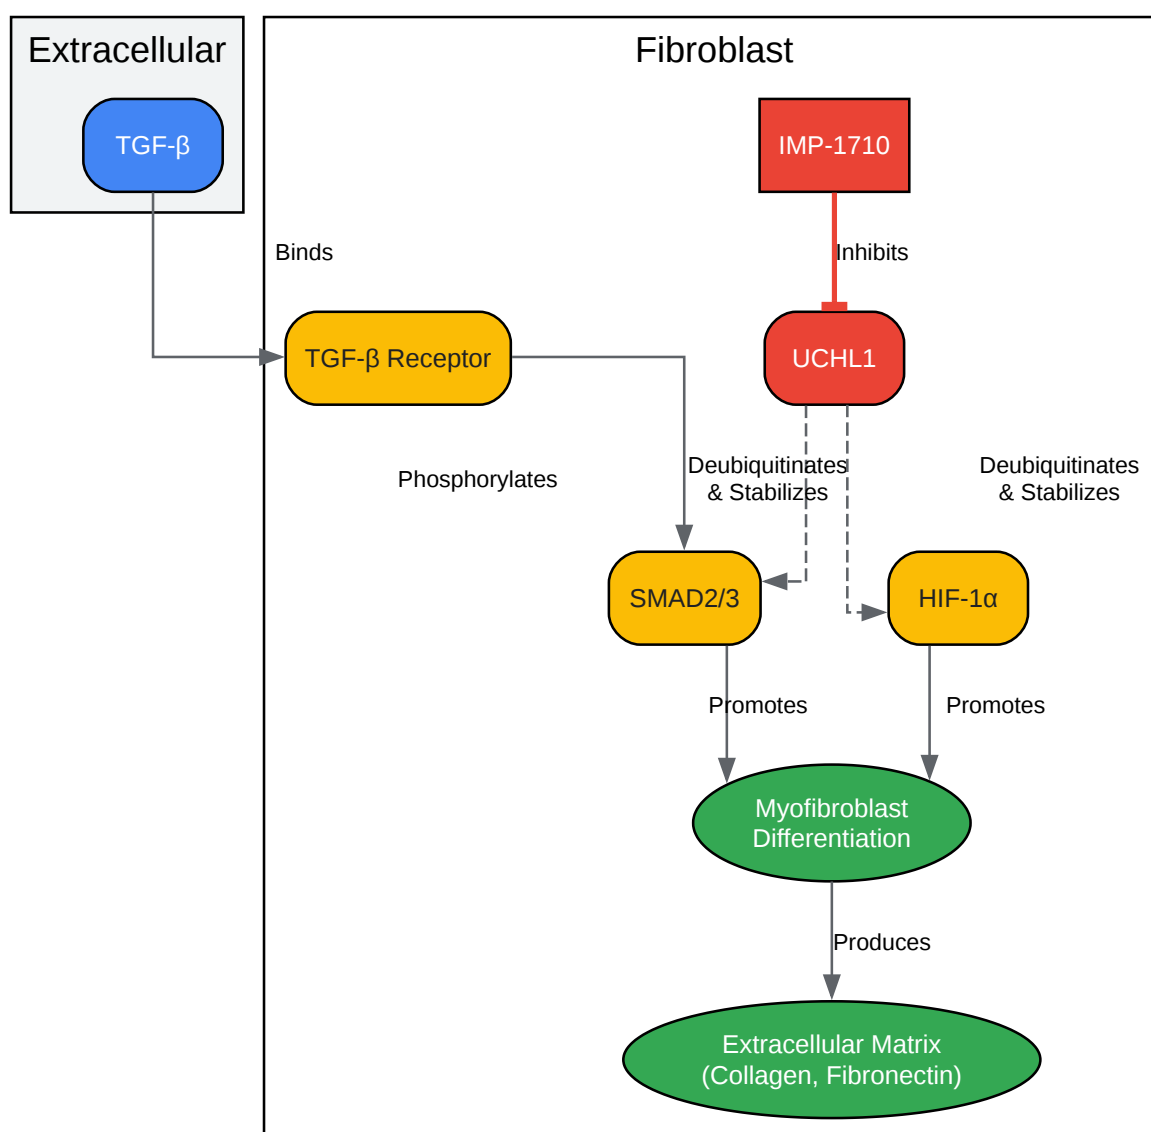 Extracellular
Fibroblast
TGF-β
IMP-1710
Binds
Inhibits
TGF-β Receptor
UCHL1
Phosphorylates
Deubiquitinates
& Stabilizes
Deubiquitinates
& Stabilizes
SMAD2/3
HIF-1α
Promotes
Promotes
Myofibroblast
Differentiation
Produces
Extracellular Matrix
(Collagen, Fibronectin)